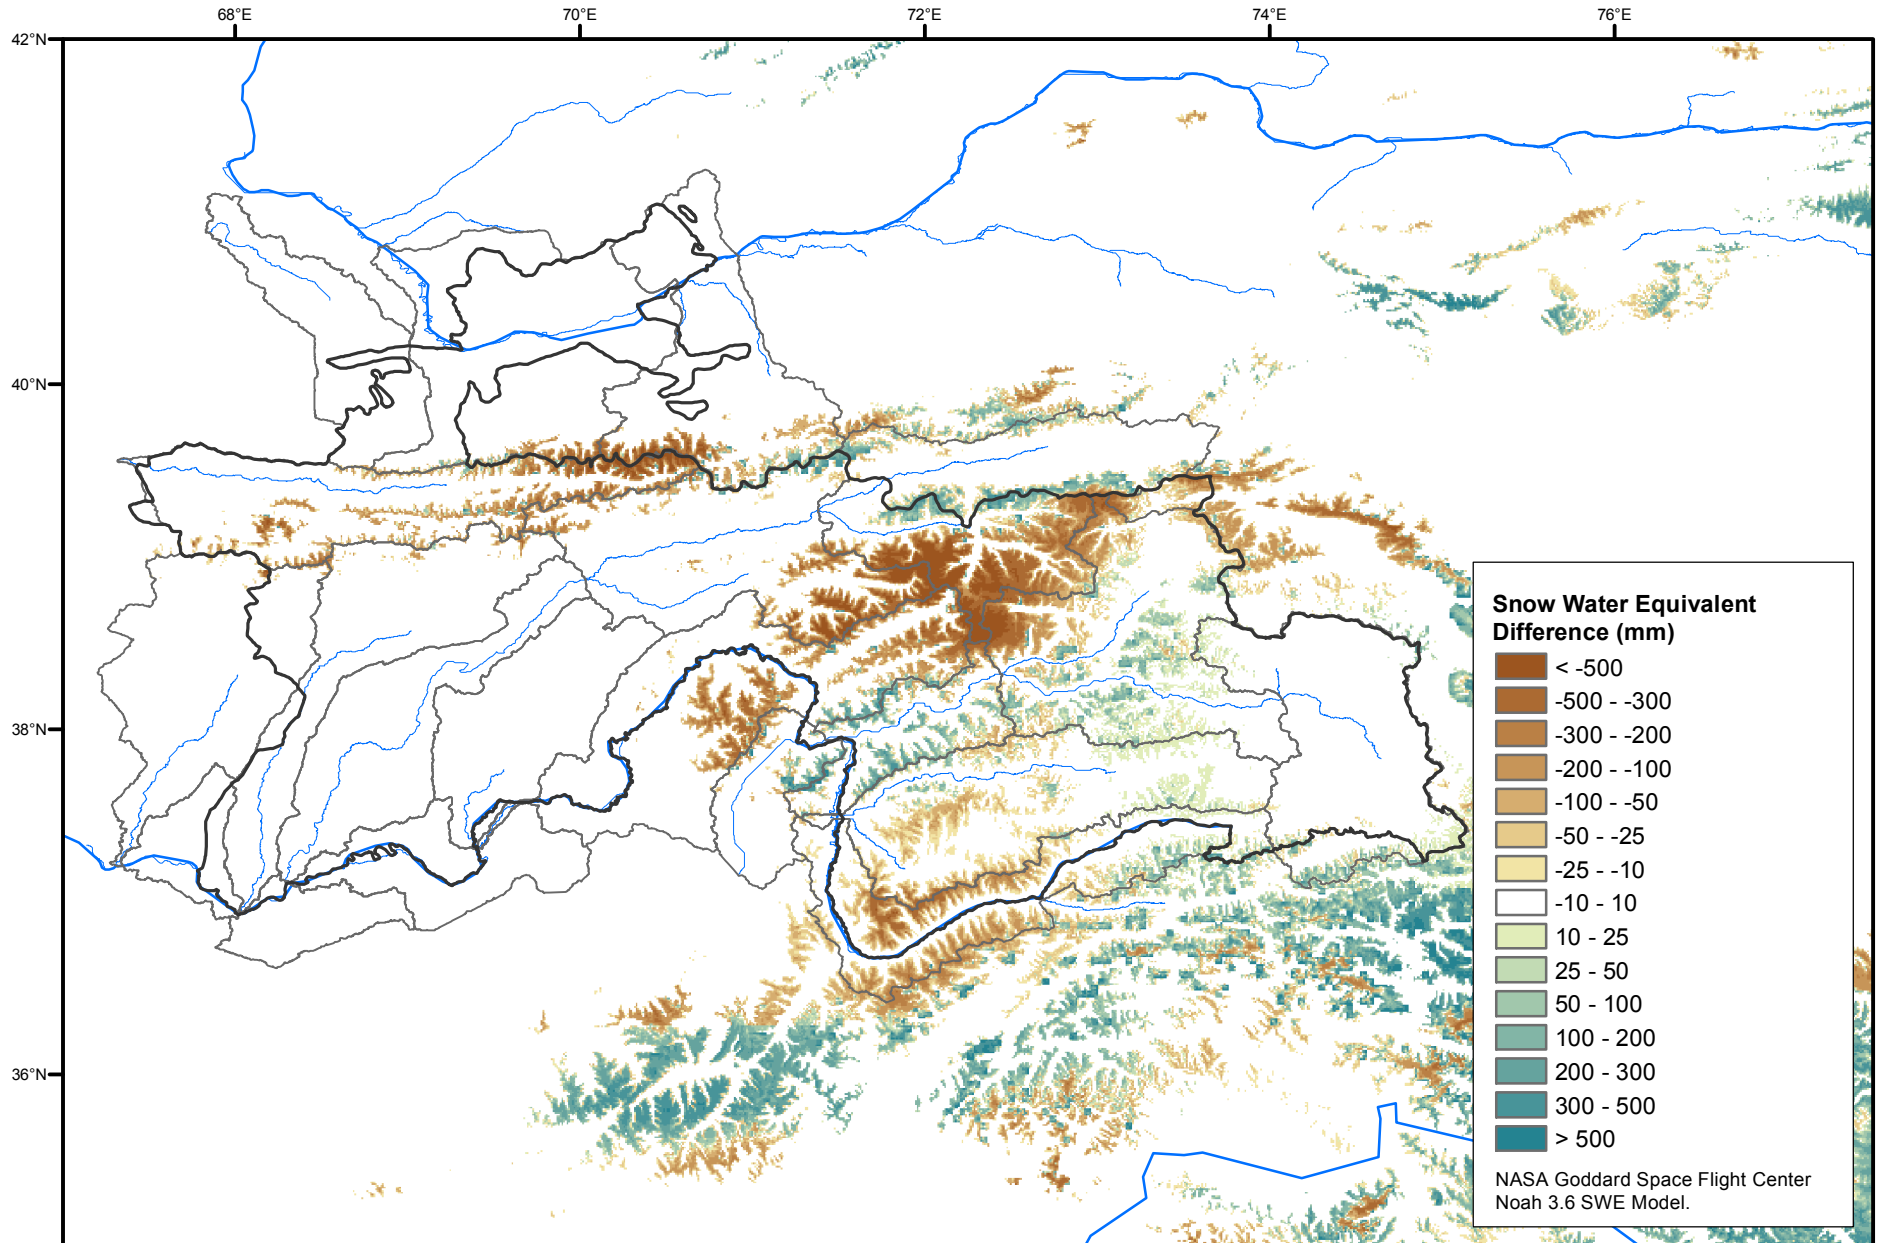 68°E
70°E
72°E
74°E
76°E
42°N
40°N
38°N
36°N
Snow Water Equivalent
Difference (mm)
< -500
-500 - -300
-300 - -200
-200 - -100
-100 - -50
-50 - -25
-25 - -10
-10 - 10
10 - 25
25 - 50
50 - 100
100 - 200
200 - 300
300 - 500
> 500
NASA Goddard Space Flight Center
Noah 3.6 SWE Model.